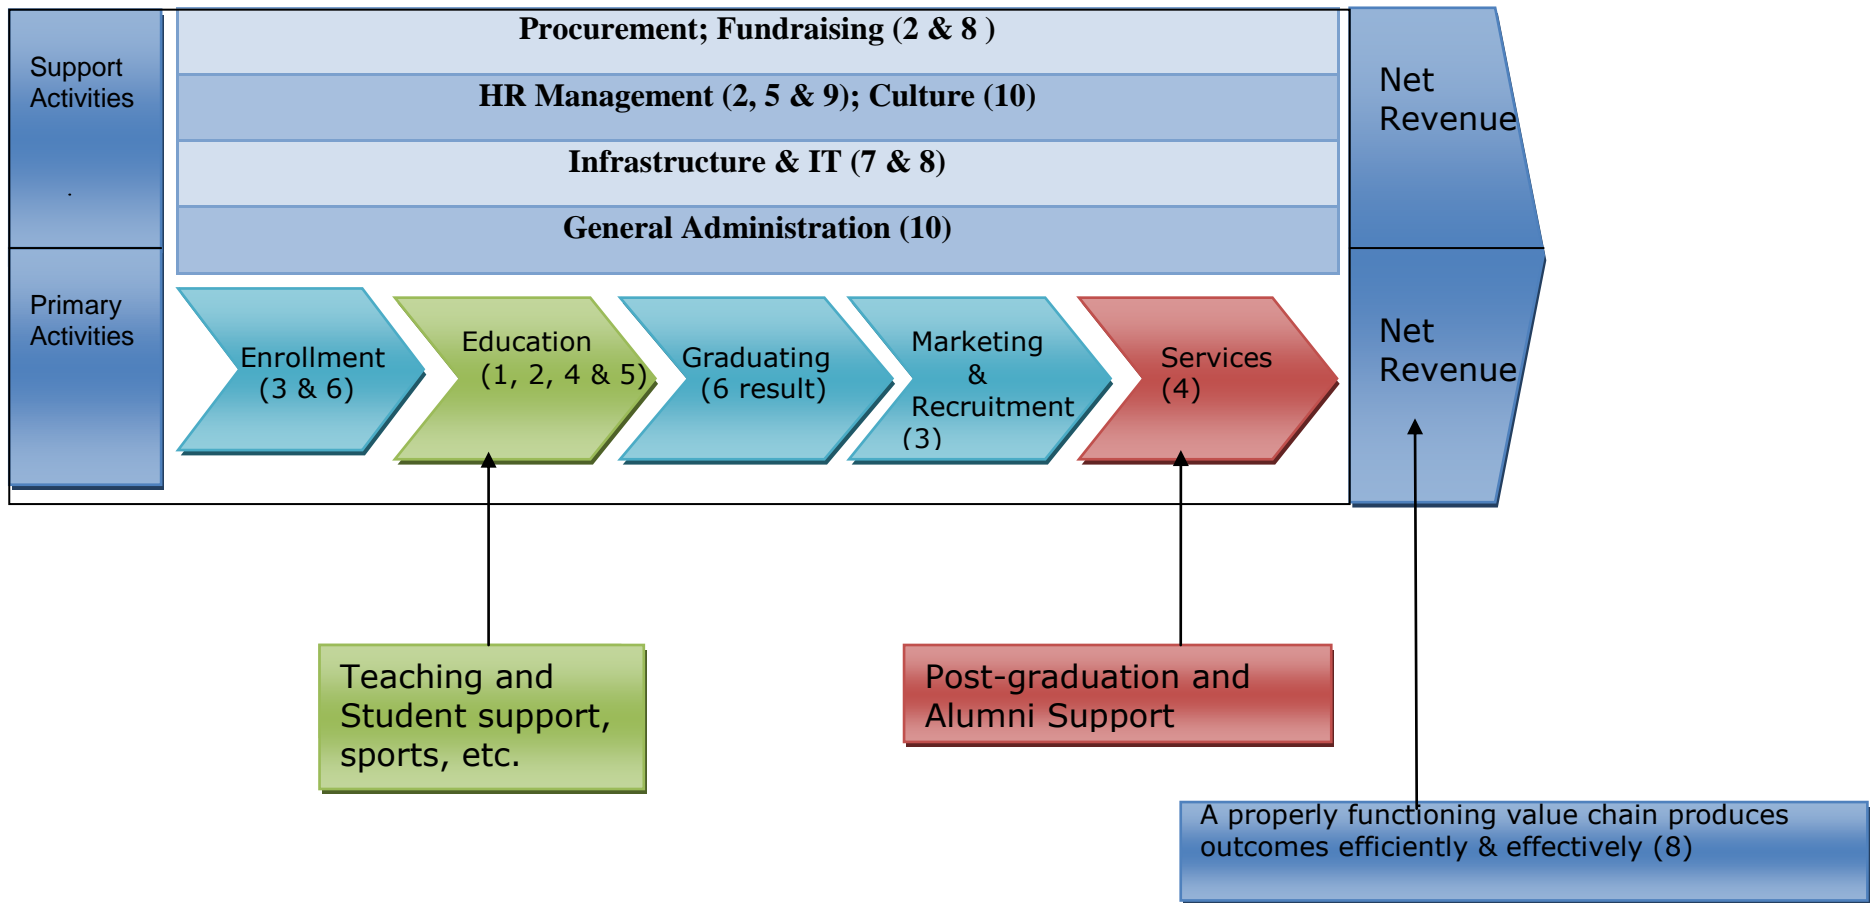 Support
Activities
.
Procurement; Fundraising (2 & 8 )
HR Management (2, 5 & 9); Culture (10)
Infrastructure & IT (7 & 8)
General Administration (10)
Net
Revenue
Primary
Activities
Enrollment
(3 & 6)
Education
(1, 2, 4 & 5)
Graduating
(6 result)
Marketing
&
Recruitment
(3)
Services
(4)
Net
Revenue
Teaching and
Student support,
sports, etc.
Post-graduation and
Alumni Support
A properly functioning value chain produces
outcomes efficiently & effectively (8)